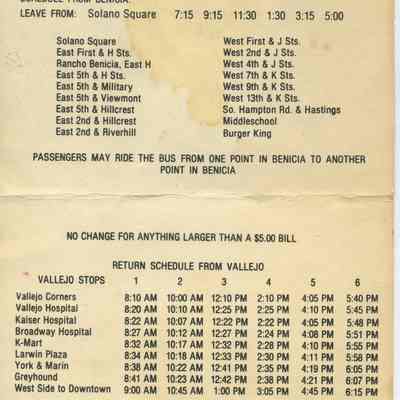 SCHEDULE FROM BENICIA:
LEAVE FROM: Solano Square 7:15 9:15 11:30 1:30 3:15 5:00
Solano Square West First & J Sts.
East First & H Sts. West 2nd & J Sts.
Rancho Benicia, East H West 4th & J Sts.
East 5th & H Sts. West 7th & K Sts.
East 5th & Military West 9th & K Sts.
East 5th & Viewmont West 13th & K Sts.
East 5th & Hillcrest So. Hampton Rd. & Hastings
East 2nd & Hillcrest Middleschool
East 2nd & Riverhill Burger King
PASSENGERS MAY RIDE THE BUS FROM ONE POINT IN BENICIA TO ANOTHER
POINT IN BENICIA
NO CHANGE FOR ANYTHING LARGER THAN A $5.00 BILL
RETURN SCHEDULE FROM VALLEJO
VALLEJO STOPS 1 2 3 4 5 6
Vallejo Corners 8:10 AM 10:00 AM 12:10 PM 2:10 PM 4:05 PM 5:40 PM
Vallejo Hospital 8:20 AM 10:10 AM 12:25 PM 2:25 PM 4:10 PM 5:45 PM
Kaiser Hospital 8:22 AM 10:07 AM 12:22 PM 2:22 PM 4:05 PM 5:48 PM
Broadway Hospital 8:27 AM 10:12 AM 12:27 PM 2:24 PM 4:08 PM 5:51 PM
K-Mart 8:32 AM 10:17 AM 12:32 PM 2:28 PM 4:10 PM 5:55 PM
Larwin Plaza 8:34 AM 10:18 AM 12:33 PM 2:30 PM 4:11 PM 5:58 PM
York & Marin 8:38 AM 10:22 AM 12:41 PM 2:35 PM 4:19 PM 6:05 PM
Greyhound 8:41 AM 10:23 AM 12:42 PM 2:38 PM 4:21 PM 6:07 PM
West Side to Downtown 9:00 AM 10:45 AM 1:00 PM 3:05 PM 4:45 PM 6:15 PM